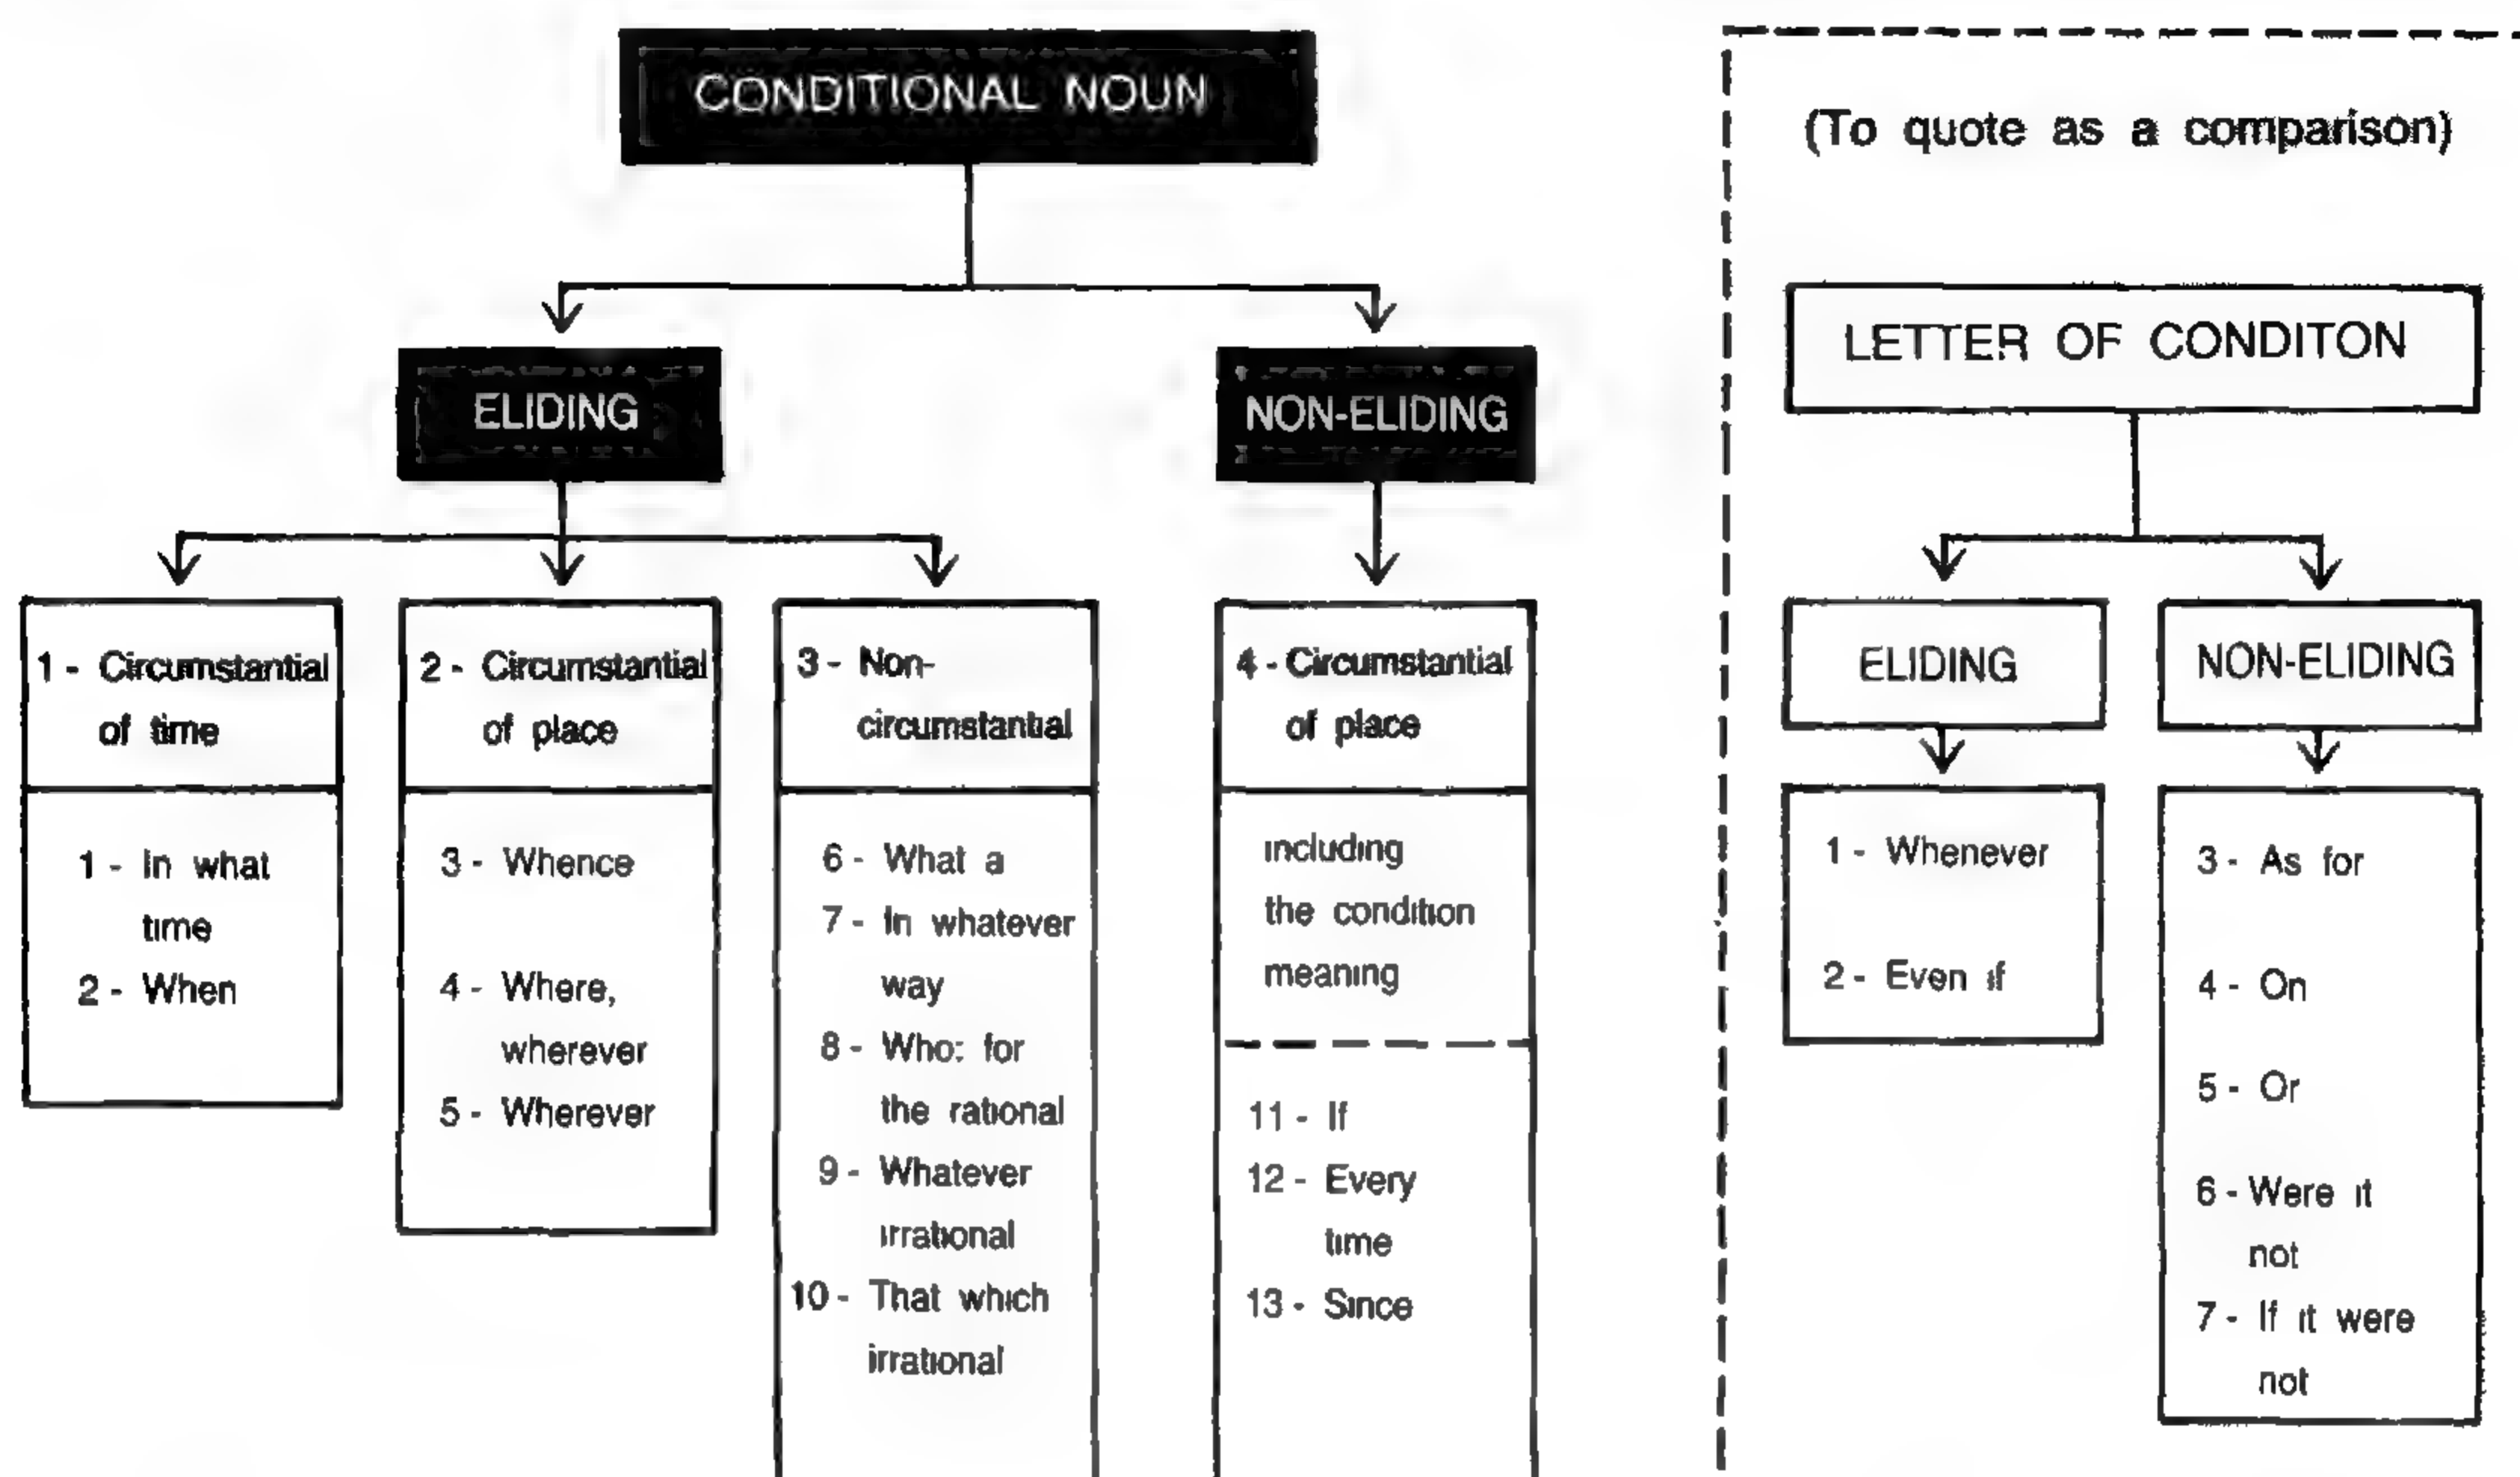 CONDITIONAL NOUN
ELIDING
NON-ELIDING
1 - Circumstantial
of time
1 - In what
time
2 - When
2 - Circumstantial
of place
3 - Whence
4 - Where,
wherever
5 - Wherever
3 - Non-
circumstantial
6 - What a
7 - In whatever
way
8 - Who: for
the rational
9 - Whatever
irrational
10 - That which
irrational
4 - Circumstantial
of place
including
the condition
meaning
11 - If
12 - Every
time
13 - Since
(To quote as a comparison)
LETTER OF CONDITON
ELIDING
1 - Whenever
2 - Even if
NON-ELIDING
3 - As for
4 - On
5 - Or
6 - Were it
not
7 - If it were
not